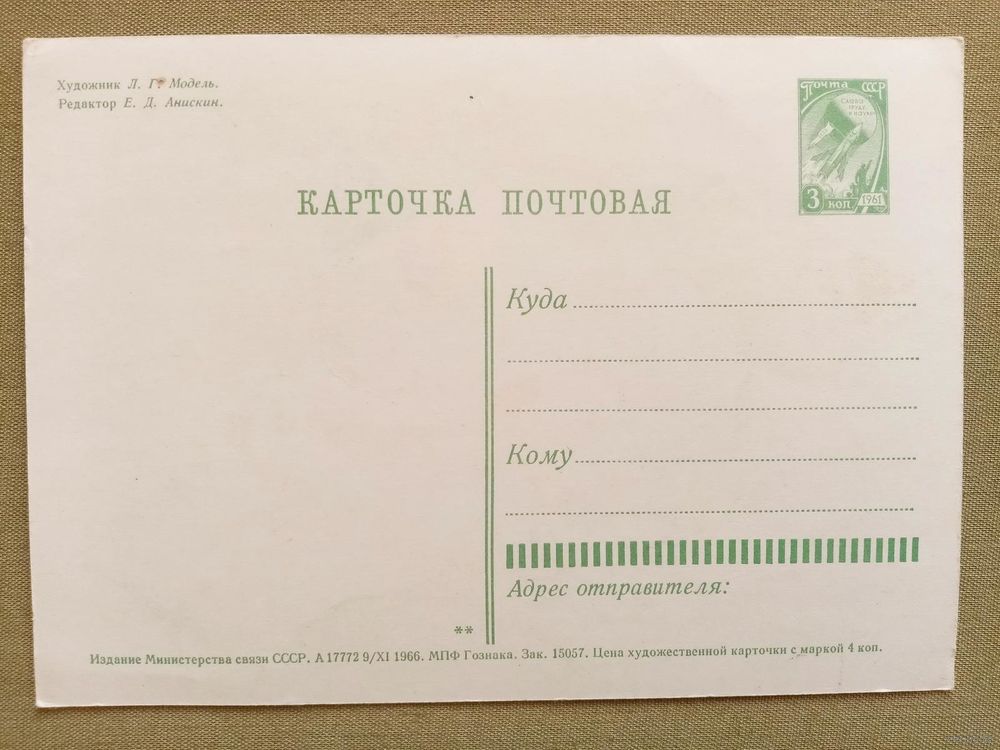 Художник Л. Г. Модель.
Редактор Е. Д. Анискин.
Почта СССР
СЛАВА
ТРУДУ
И НАУКЕ
3 КОП 1961
КАРТОЧКА ПОЧТОВАЯ
Куда
Кому
Адрес отправителя:
**
Издание Министерства связи СССР. А 17772 9/XI 1966. МПФ Гознака. Зак. 15057. Цена художественной карточки с маркой 4 коп.